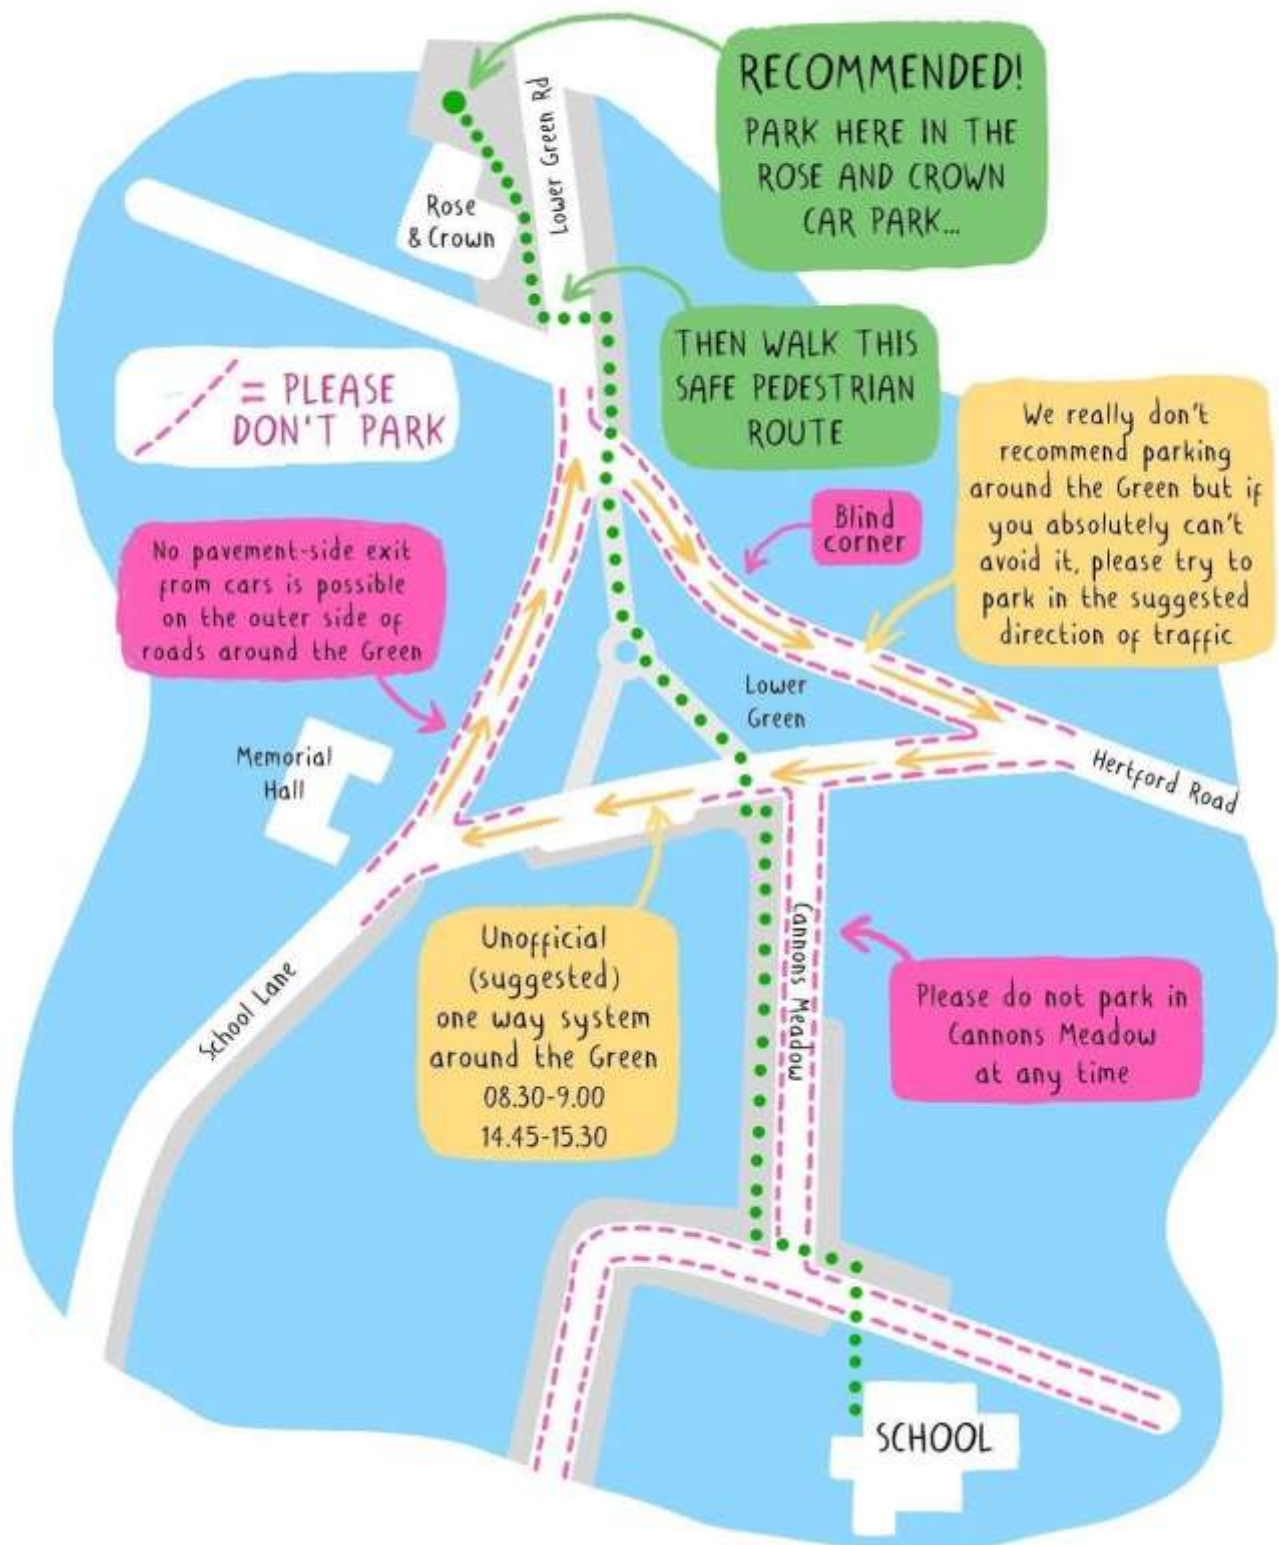 RECOMMENDED!
PARK HERE IN THE
ROSE AND CROWN
CAR PARK...
Lower Green Rd
Rose
& Crown
THEN WALK THIS
SAFE PEDESTRIAN
ROUTE
= PLEASE
DON'T PARK
We really don't
recommend parking
around the Green but if
you absolutely can't
avoid it, please try to
park in the suggested
direction of traffic
Blind
corner
No pavement-side exit
from cars is possible
on the outer side of
roads around the Green
Lower
Green
Memorial
Hall
Hertford Road
Unofficial
(suggested)
one way system
around the Green
08.30-9.00
14.45-15.30
Cannons Meadow
School Lane
Please do not park in
Cannons Meadow
at any time
SCHOOL